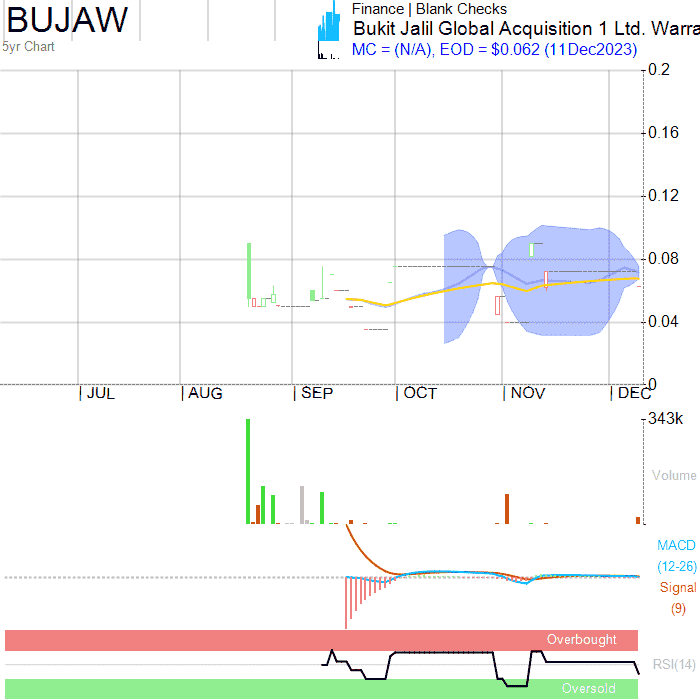 BUJAW
5yr Chart
Finance | Blank Checks
Bukit Jalil Global Acquisition 1 Ltd. Warra
MC = (N/A), EOD = $0.062 (11Dec2023)
0.2
0.16
0.12
0.08
0.04
0
| JUL | AUG | SEP | OCT | NOV | DEC
343k
Volume
MACD
(12-26)
Signal
(9)
Overbought
RSI(14)
Oversold